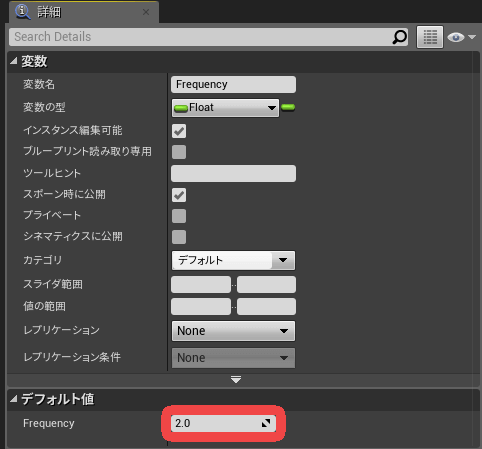 詳細
Search Details
変数
変数名 Frequency
変数の型 Float
インスタンス編集可能
ブループリント読み取り専用
ツールヒント
スポーン時に公開
プライベート
シネマティクスに公開
カテゴリ デフォルト
スライダ範囲
値の範囲
レプリケーション None
レプリケーション条件 None
デフォルト値
Frequency 2.0